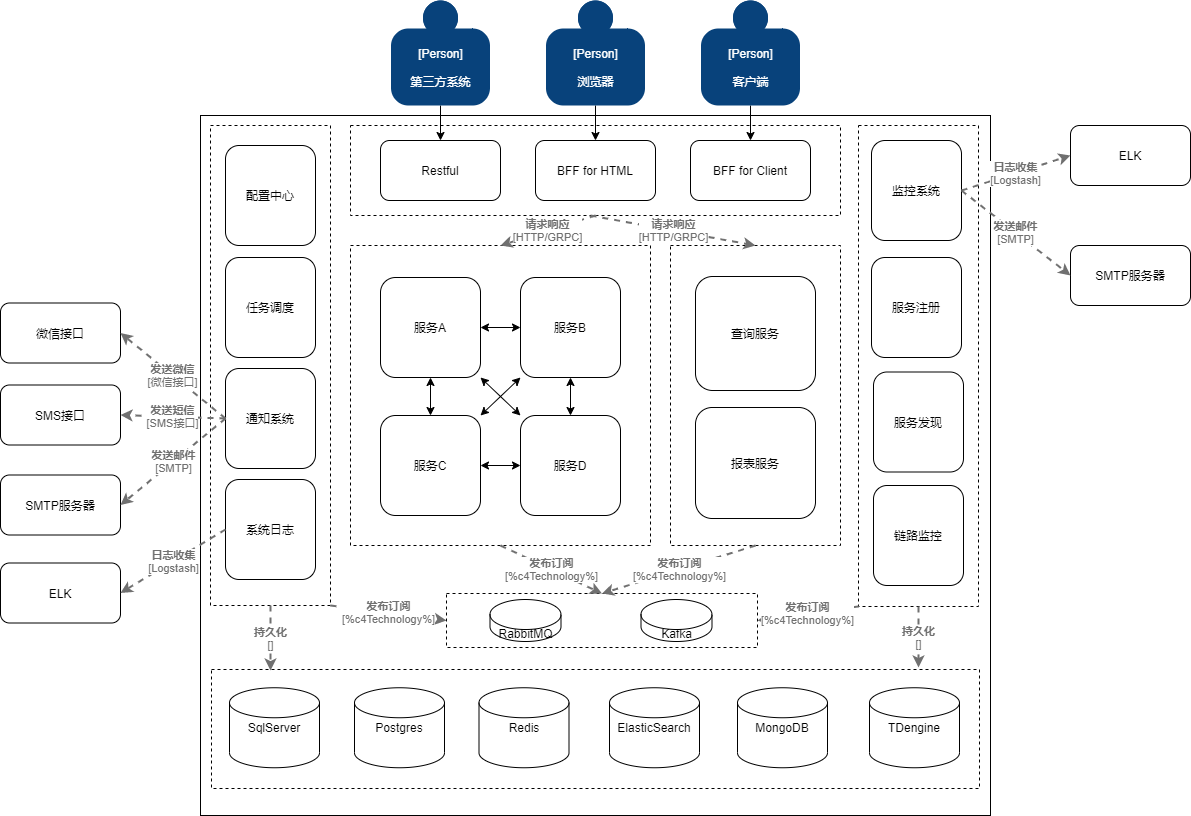 [Person]
第三方系统
[Person]
浏览器
[Person]
客户端
Restful
BFF for HTML
BFF for Client
请求响应
[HTTP/GRPC]
请求响应
[HTTP/GRPC]
配置中心
任务调度
通知系统
系统日志
微信接口
SMS接口
SMTP服务器
ELK
发送微信
[微信接口]
发送短信
[SMS接口]
发送邮件
[SMTP]
日志收集
[Logstash]
服务A
服务B
服务C
服务D
查询服务
报表服务
监控系统
服务注册
服务发现
链路监控
日志收集
[Logstash]
发送邮件
[SMTP]
ELK
SMTP服务器
发布订阅
[%c4Technology%]
发布订阅
[%c4Technology%]
发布订阅
[%c4Technology%]
发布订阅
[%c4Technology%]
RabbitMQ
Kafka
持久化
[]
持久化
[]
SqlServer
Postgres
Redis
ElasticSearch
MongoDB
TDengine